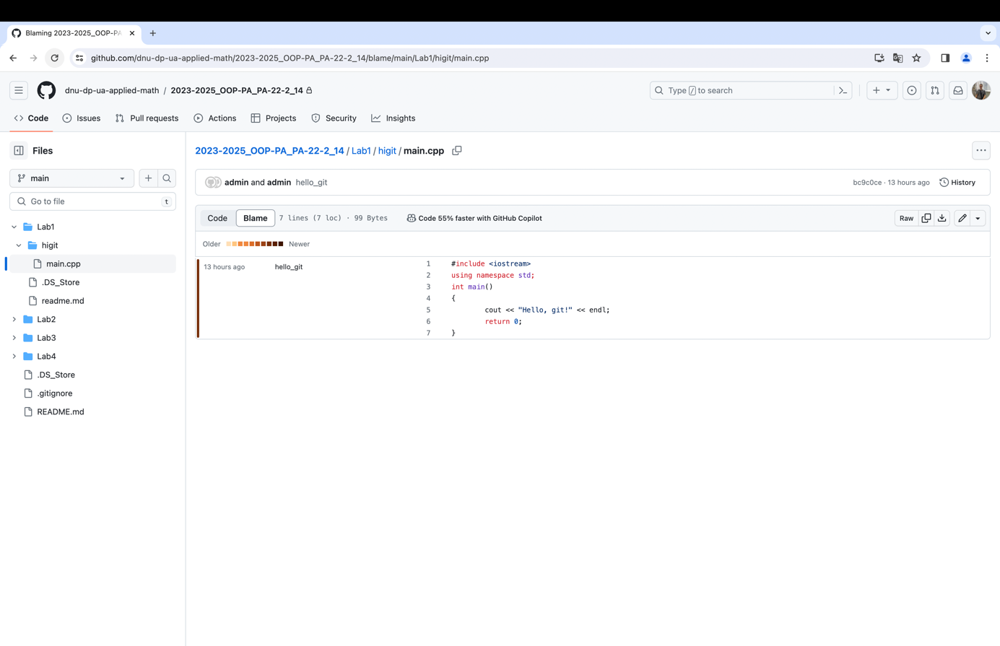 Blaming 2023-2025_OOP-PA
github.com/dnu-dp-ua-applied-math/2023-2025_OOP-PA_PA-22-2_14/blame/main/Lab1/higit/main.cpp
dnu-dp-ua-applied-math / 2023-2025_OOP-PA_PA-22-2_14
Type / to search
Code Issues Pull requests Actions Projects Security Insights
Files
2023-2025_OOP-PA_PA-22-2_14 / Lab1 / higit / main.cpp
main
admin and admin hello_git
bc9c0ce · 13 hours ago History
Go to file t
Code Blame 7 lines (7 loc) · 99 Bytes Code 55% faster with GitHub Copilot
Raw
Lab1
higit
main.cpp
.DS_Store
readme.md
Lab2
Lab3
Lab4
.DS_Store
.gitignore
README.md
Older Newer
13 hours ago hello_git
1 #include <iostream>
2 using namespace std;
3 int main()
4 {
5 cout << "Hello, git!" << endl;
6 return 0;
7 }